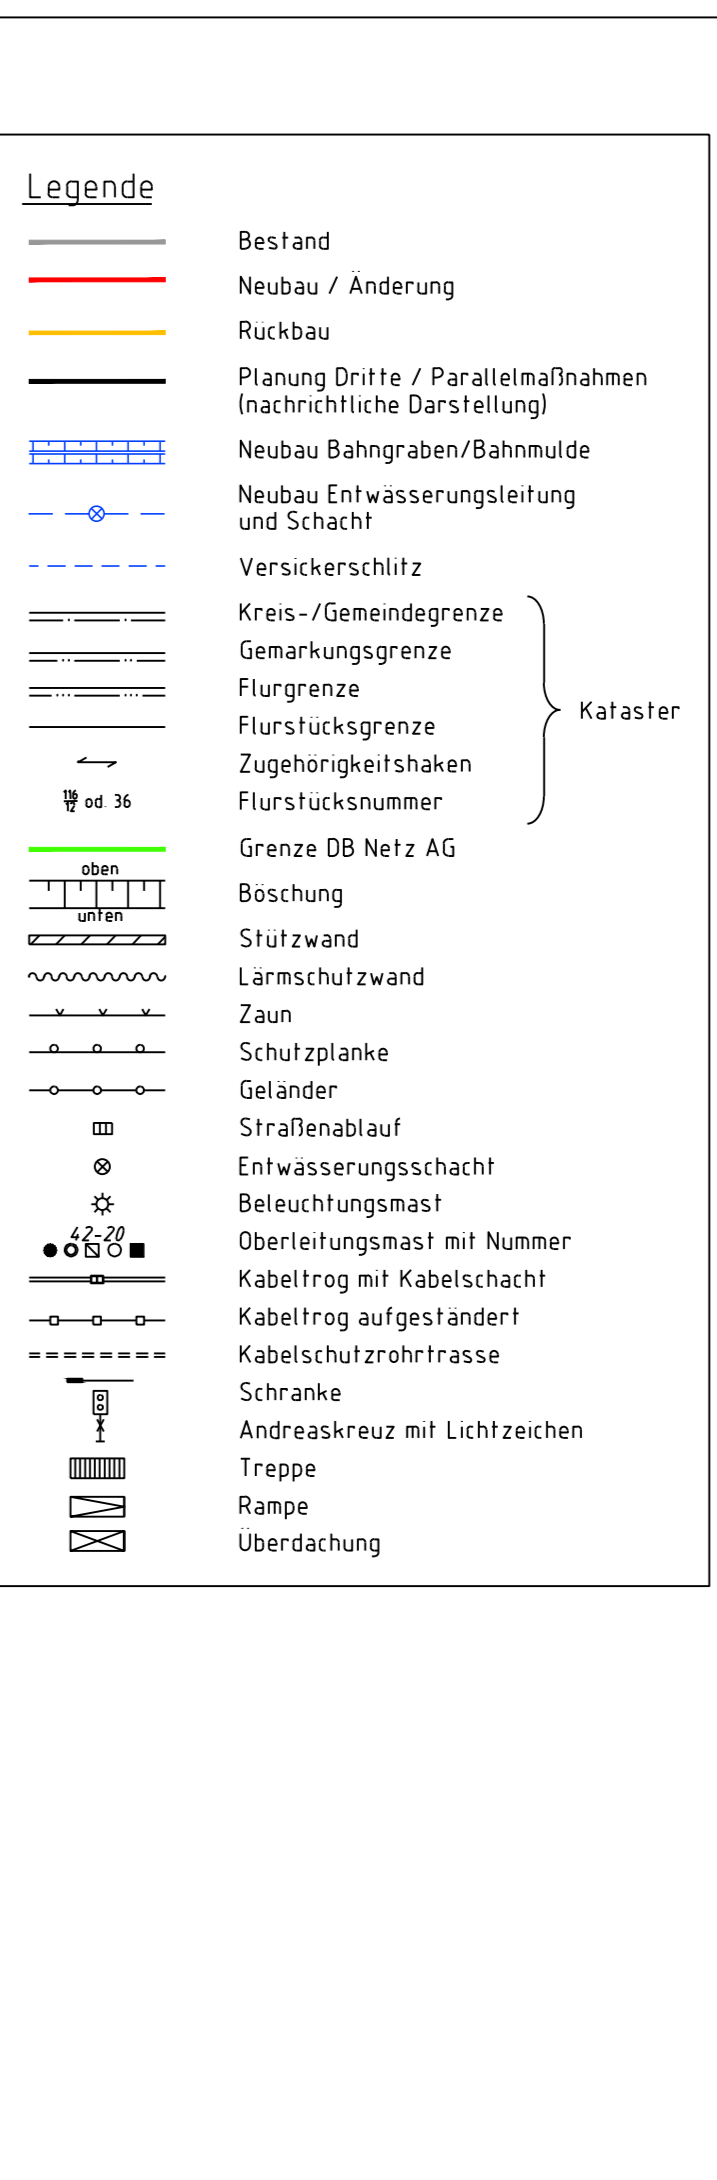 Legende
Bestand
Neubau / Änderung
Rückbau
Planung Dritte / Parallelmaßnahmen
(nachrichtliche Darstellung)
Neubau Bahngraben/Bahnmulde
Neubau Entwässerungsleitung
und Schacht
Versickerschlitz
Kreis-/Gemeindegrenze
Gemarkungsgrenze
Flurgrenze
Kataster
Flurstücksgrenze
Zugehörigkeitshaken
116/12 od. 36 Flurstücksnummer
Grenze DB Netz AG
oben
Böschung
unten
Stützwand
Lärmschutzwand
Zaun
Schutzplanke
Geländer
Straßenablauf
Entwässerungsschacht
Beleuchtungsmast
42-20 Oberleitungsmast mit Nummer
Kabeltrog mit Kabelschacht
Kabeltrog aufgeständert
Kabelschutzrohrtrasse
Schranke
Andreaskreuz mit Lichtzeichen
Treppe
Rampe
Überdachung